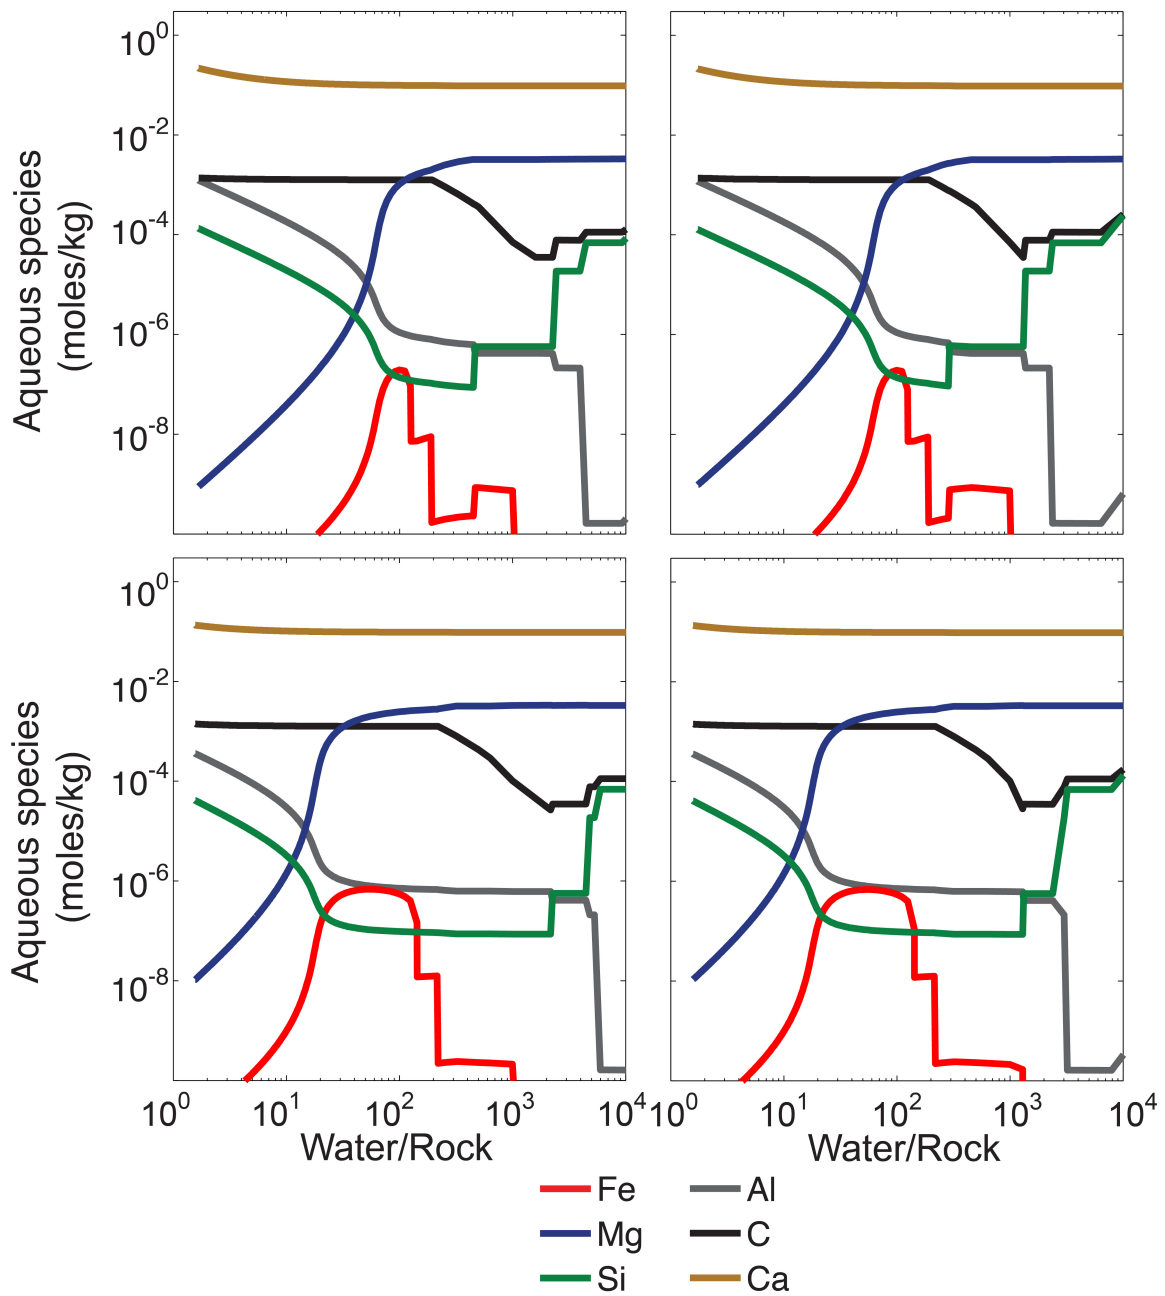 Aqueous species
(moles/kg)
10^0
10^-2
10^-4
10^-6
10^-8
Aqueous species
(moles/kg)
10^0
10^-2
10^-4
10^-6
10^-8
10^0 10^1 10^2 10^3 10^4 10^0 10^1 10^2 10^3 10^4
Water/Rock Water/Rock
Fe Al
Mg C
Si Ca